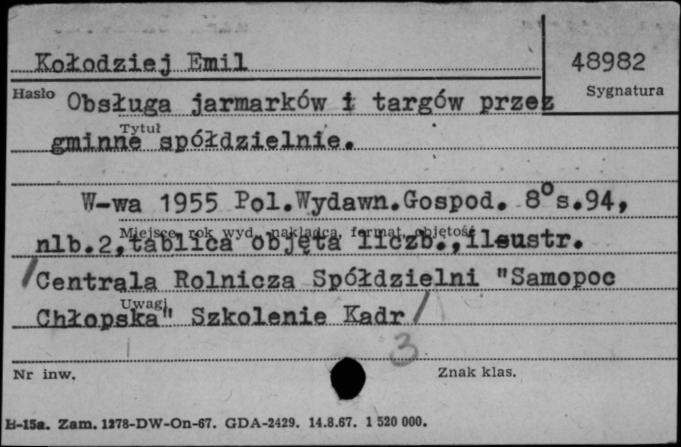 Kołodziej Emil
48982
Hasło
Sygnatura
Obsługa jarmarków i targów przez
Tytuł
gminne spółdzielnie.
W-wa 1955 Pol.Wydawn.Gospod. 8° s.94,
Miejsce, rok wyd., nakładca, format, objętość
nlb.2,tablica objęta liczb.,ileustr.
/Centrala Rolnicza Spółdzielni "Samopoc
Uwagi
Chłopska" Szkolenie Kadr/
3
Nr inw.
Znak klas.
H-15a. Zam. 1278-DW-On-67. GDA-2429. 14.8.67. 1 520 000.